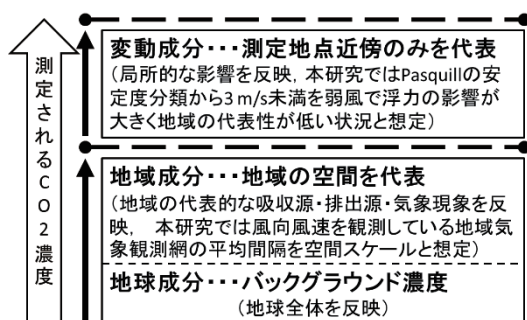 測定されるCO2濃度
変動成分・・・測定地点近傍のみを代表
(局所的な影響を反映，本研究ではPasquillの安
定度分類から3 m/s未満を弱風で浮力の影響が
大きく地域の代表性が低い状況と想定)
地域成分・・・地域の空間を代表
(地域の代表的な吸収源・排出源・気象現象を反
映，　本研究では風向風速を観測している地域気
象観測網の平均間隔を空間スケールと想定)
地球成分・・・バックグラウンド濃度
(地球全体を反映)